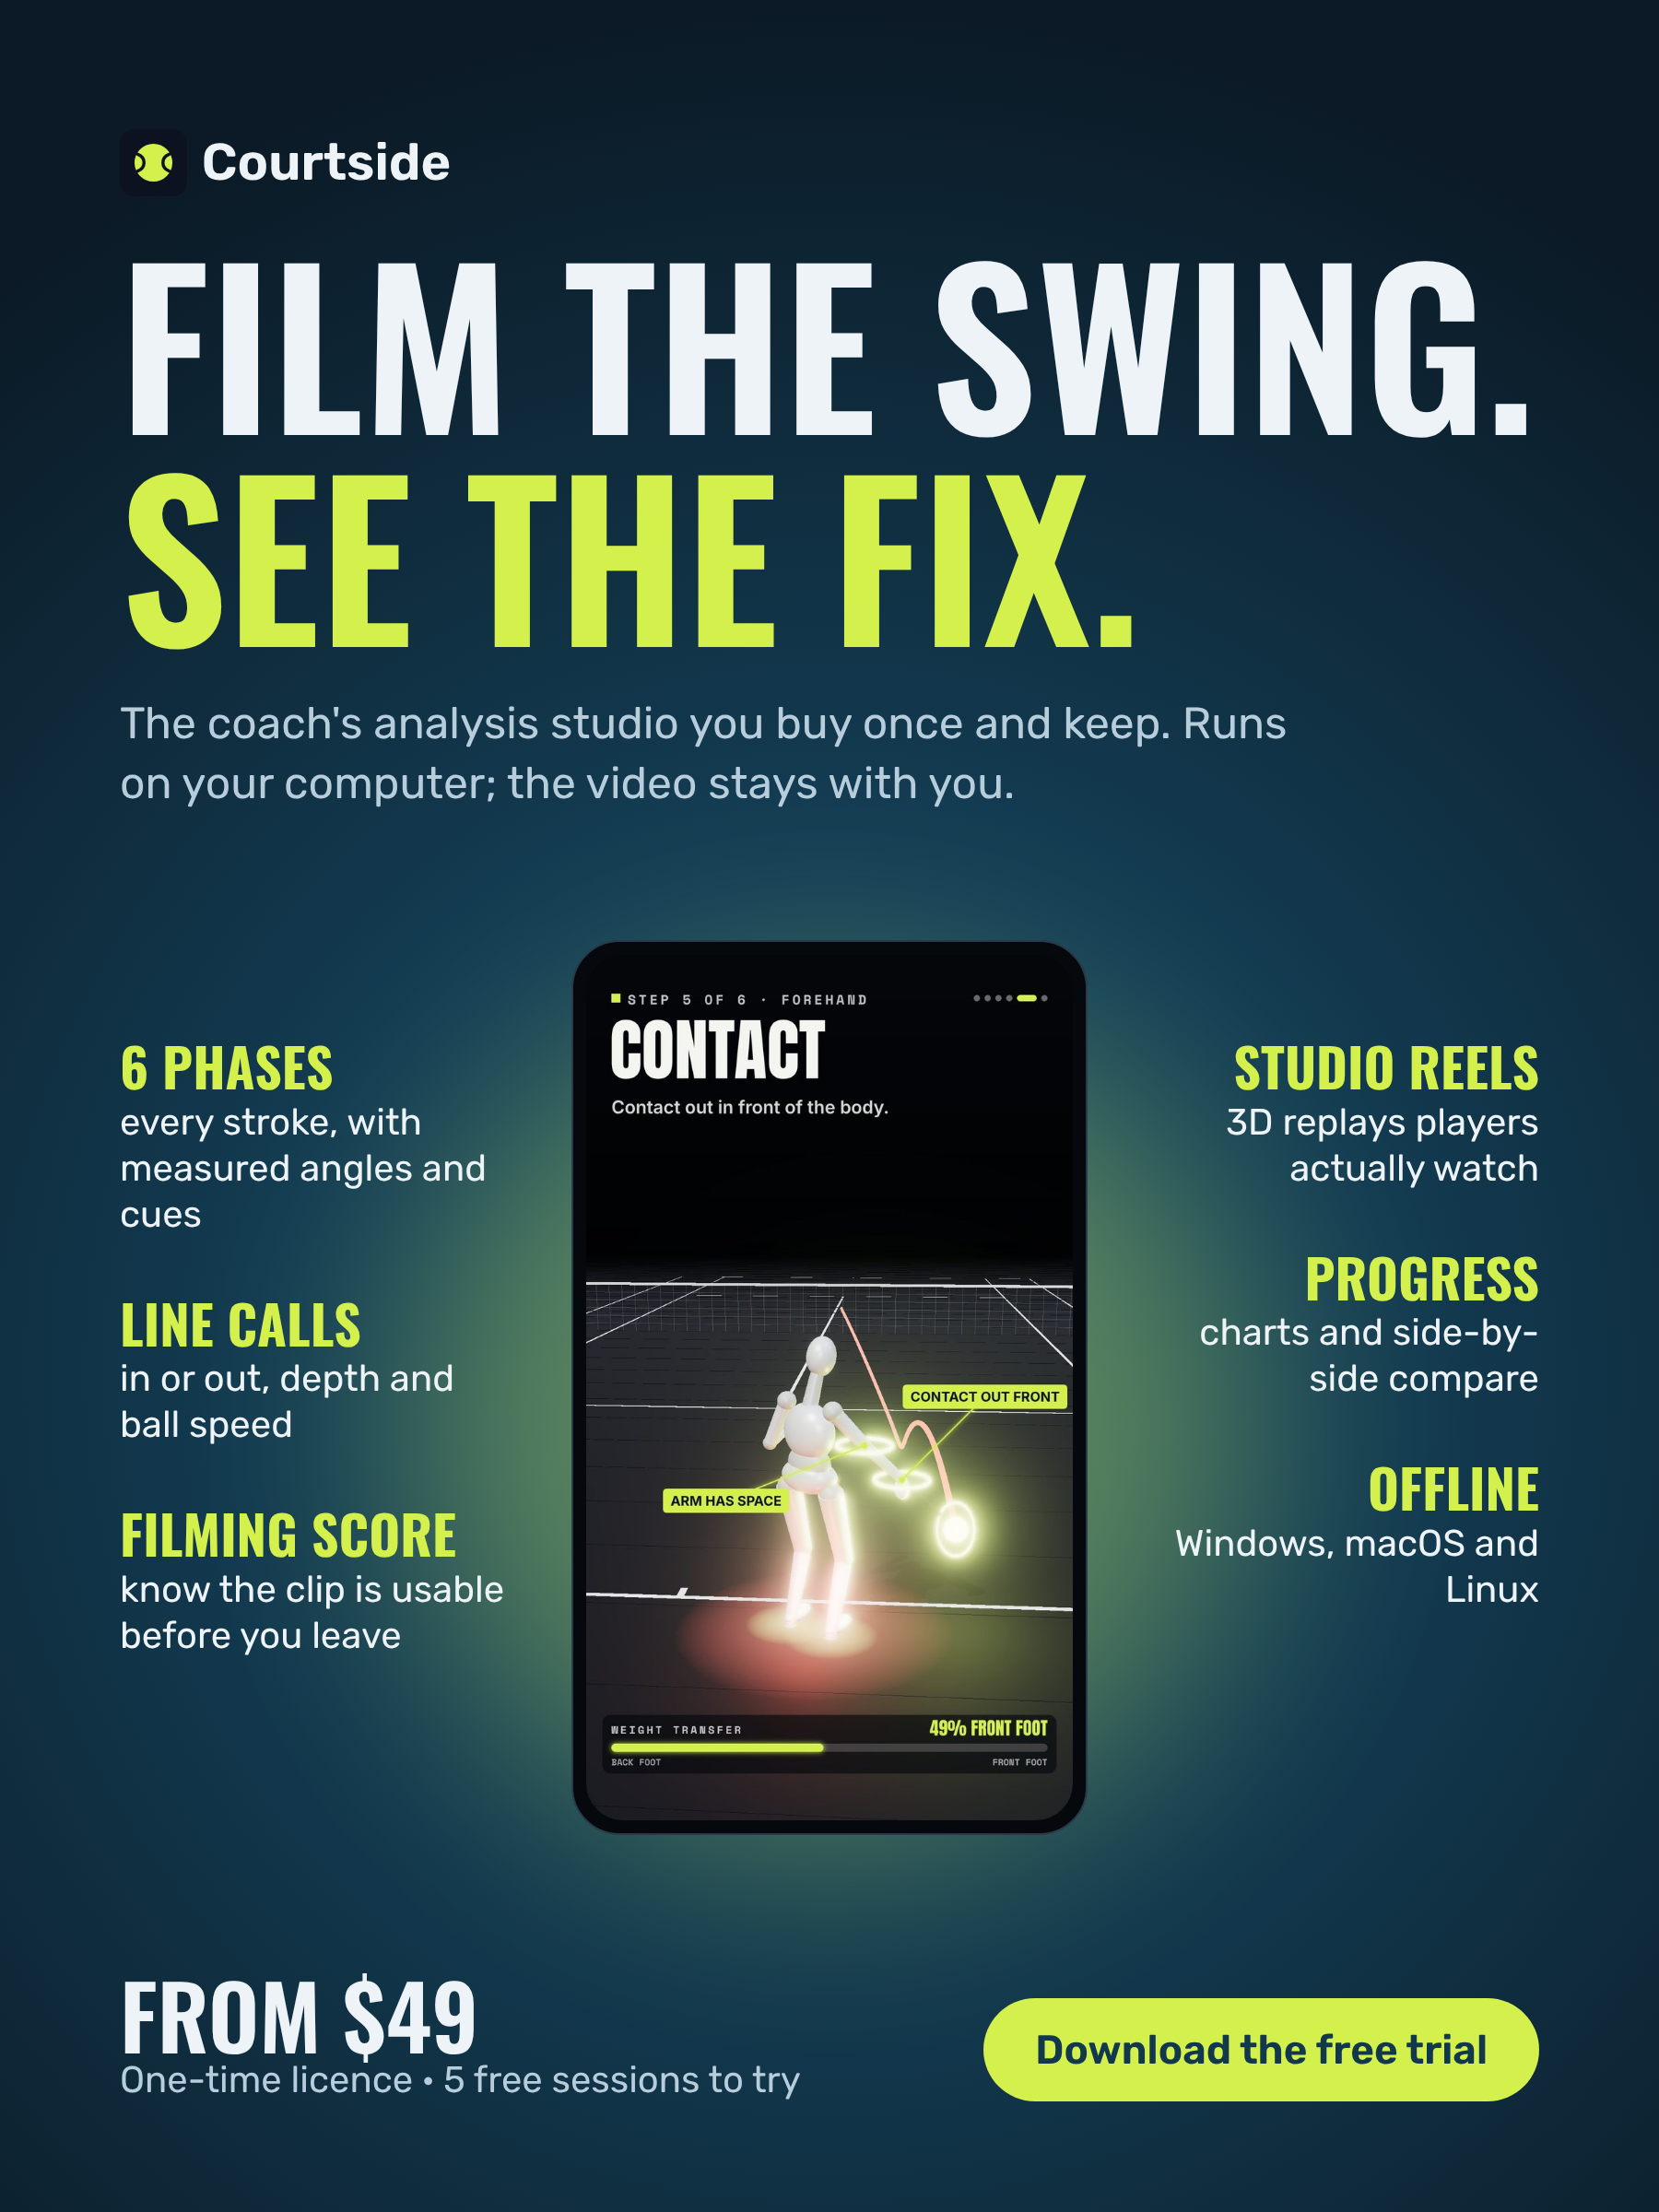 Courtside
FILM THE SWING.
SEE THE FIX.
The coach's analysis studio you buy once and keep. Runs
on your computer; the video stays with you.
6 PHASES
every stroke, with
measured angles and
cues
LINE CALLS
in or out, depth and
ball speed
FILMING SCORE
know the clip is usable
before you leave
STEP 5 OF 6 · FOREHAND
CONTACT
Contact out in front of the body.
CONTACT OUT FRONT
ARM HAS SPACE
WEIGHT TRANSFER
49% FRONT FOOT
BACK FOOT
FRONT FOOT
STUDIO REELS
3D replays players
actually watch
PROGRESS
charts and side-by-
side compare
OFFLINE
Windows, macOS and
Linux
FROM $49
One-time licence • 5 free sessions to try
Download the free trial